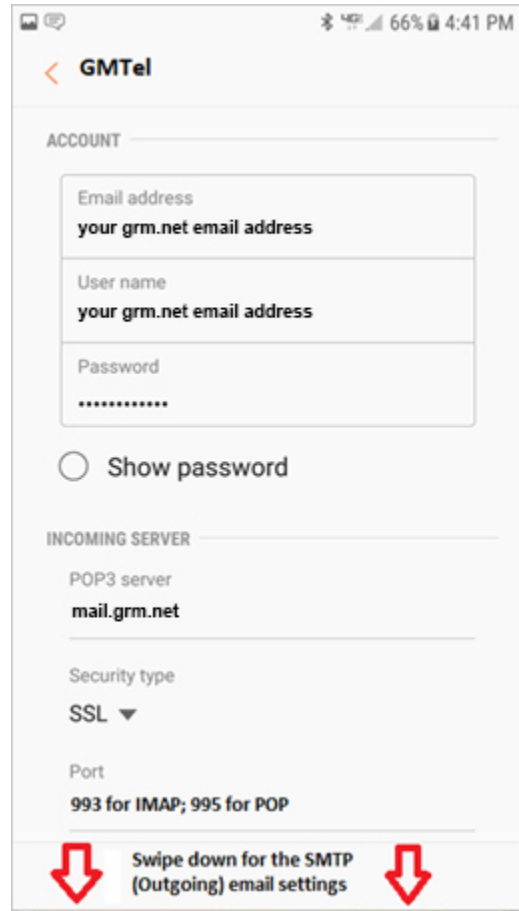 66% 4:41 PM
GMTel
ACCOUNT
Email address
your grm.net email address
User name
your grm.net email address
Password
••••••••••••
Show password
INCOMING SERVER
POP3 server
mail.grm.net
Security type
SSL
Port
993 for IMAP; 995 for POP
Swipe down for the SMTP
(Outgoing) email settings